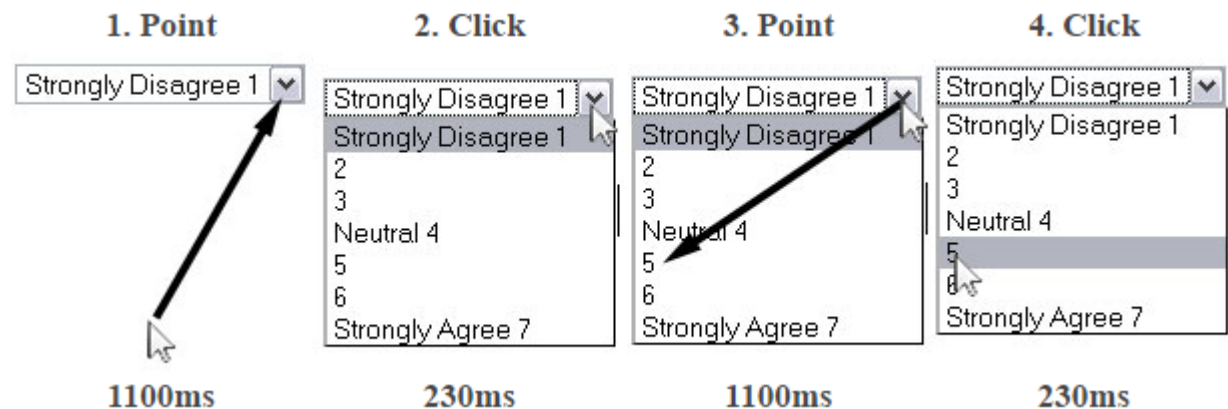 1. Point
2. Click
3. Point
4. Click
Strongly Disagree 1
Strongly Disagree 1
Strongly Disagree 1
2
3
Neutral 4
5
6
Strongly Agree 7
Strongly Disagree 1
Strongly Disagree 1
2
3
Neutral 4
5
6
Strongly Agree 7
Strongly Disagree 1
Strongly Disagree 1
2
3
Neutral 4
5
6
Strongly Agree 7
1100ms
230ms
1100ms
230ms